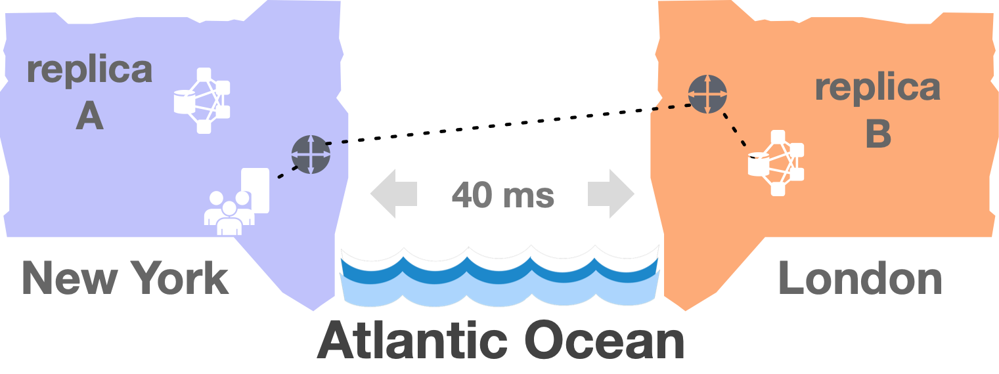 replica
A
replica
B
40 ms
New York
London
Atlantic Ocean